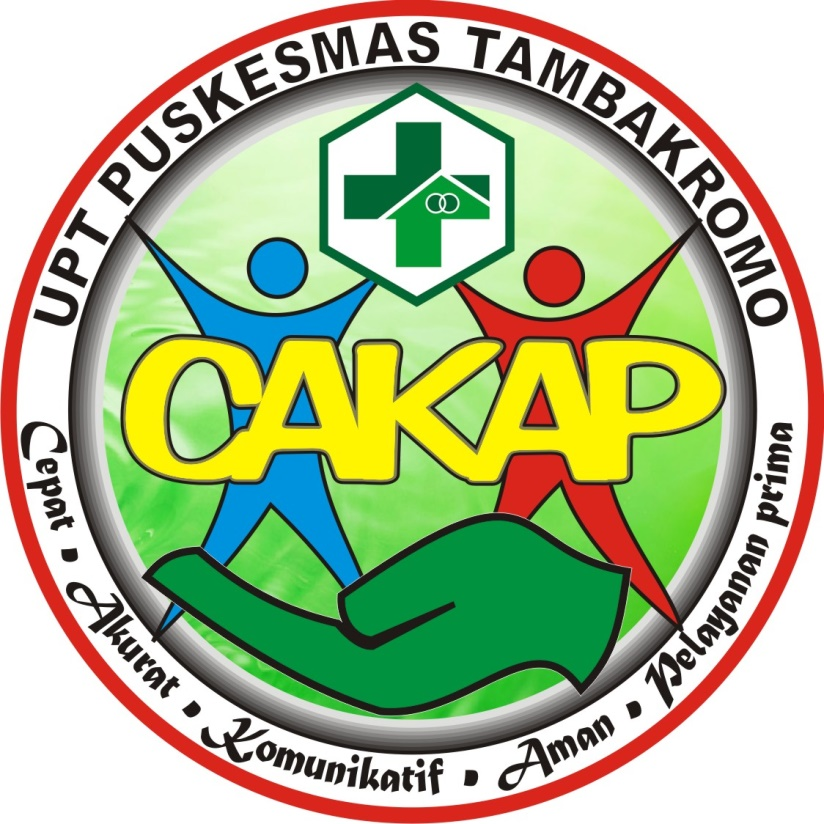 UPT PUSKESMAS TAMBAKROMO
CAKAP
Cepat . Akurat . Komunikatif . Aman . Pelayanan prima